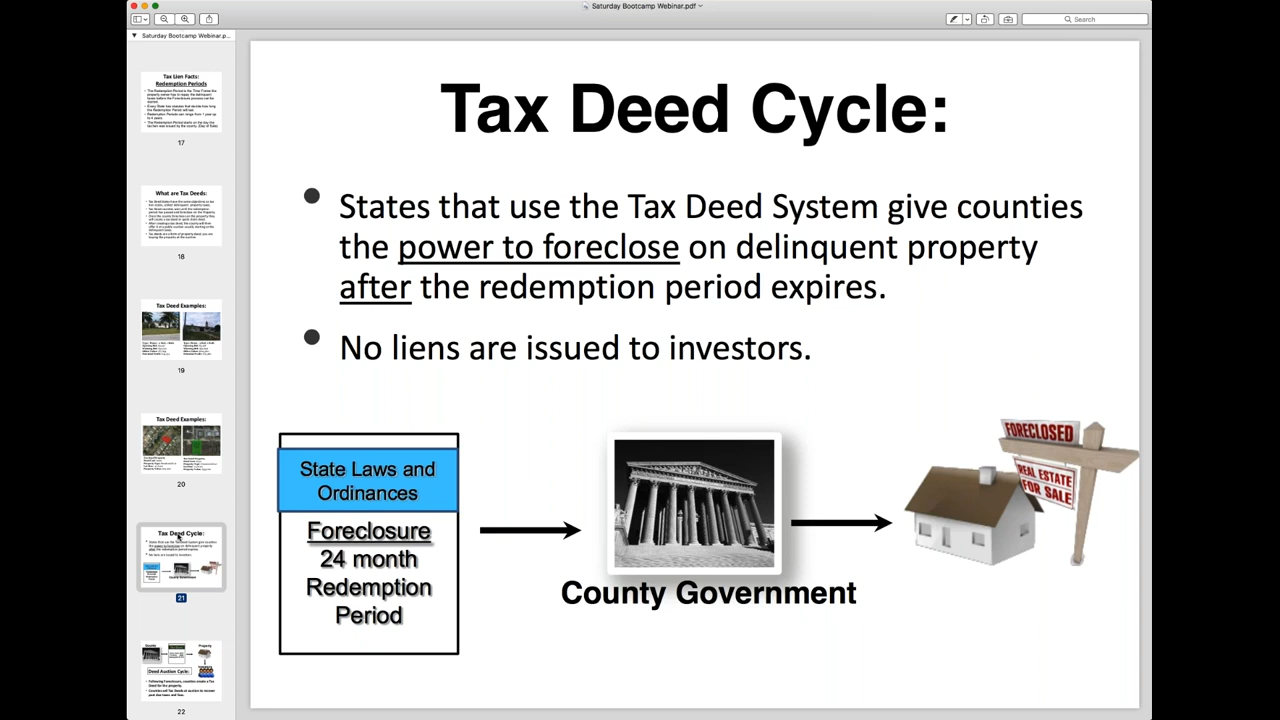 Saturday Bootcamp Webinar.pdf
Search
Saturday Bootcamp Webinar.p...
Tax Lien Facts:
Redemption Periods
17
What are Tax Deeds:
18
Tax Deed Examples:
19
Tax Deed Examples:
20
Tax Deed Cycle:
21
Deed Auction Cycle:
22
Tax Deed Cycle:
• States that use the Tax Deed System give counties
the power to foreclose on delinquent property
after the redemption period expires.
• No liens are issued to investors.
State Laws and
Ordinances
Foreclosure
24 month
Redemption
Period
County Government
FORECLOSED
REAL ESTATE
FOR SALE